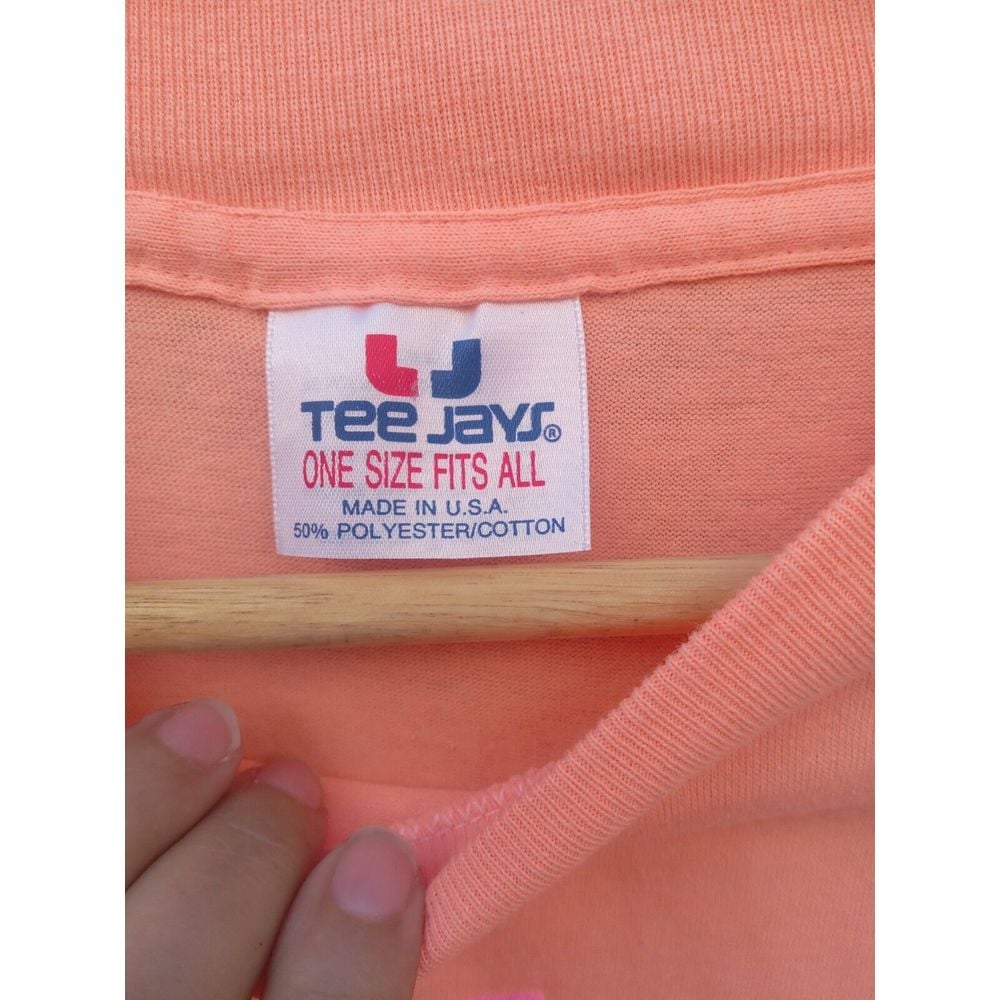 Tee Jays®
ONE SIZE FITS ALL
MADE IN U.S.A.
50% POLYESTER/COTTON